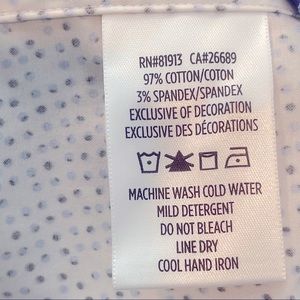 RN#81913 CA#26689
97% COTTON/COTON
3% SPANDEX/SPANDEX
EXCLUSIVE OF DECORATION
EXCLUSIVE DES DÉCORATIONS
MACHINE WASH COLD WATER
MILD DETERGENT
DO NOT BLEACH
LINE DRY
COOL HAND IRON